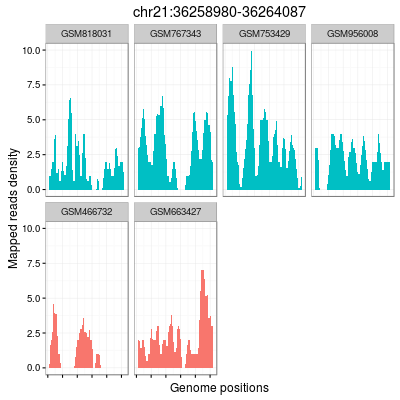 chr21:36258980-36264087
GSM818031 GSM767343 GSM753429 GSM956008
10.0
7.5
5.0
2.5
0.0
GSM466732 GSM663427
10.0
7.5
5.0
2.5
0.0
Mapped reads density
Genome positions